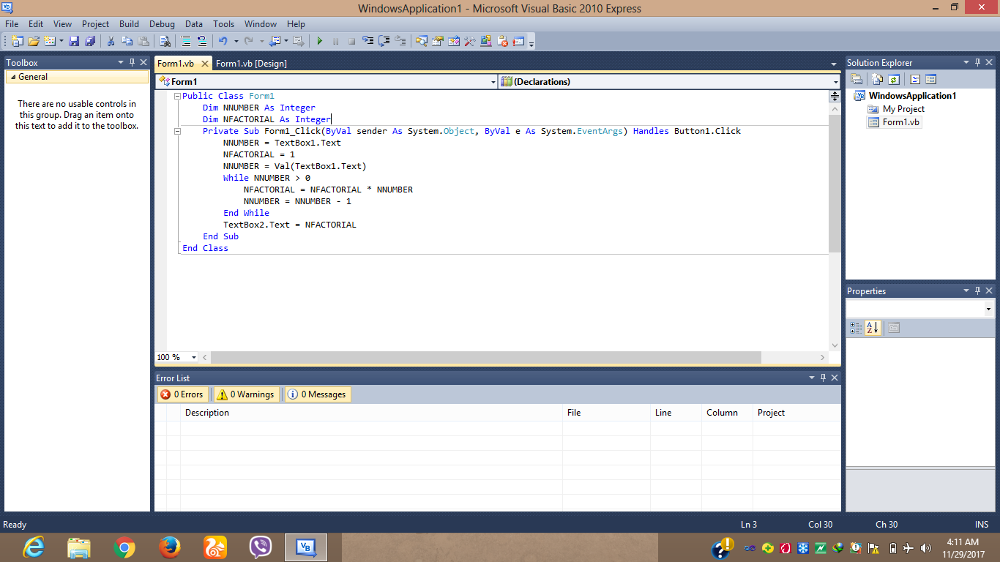 WindowsApplication1 - Microsoft Visual Basic 2010 Express
File Edit View Project Build Debug Data Tools Window Help
Toolbox
General
There are no usable controls in
this group. Drag an item onto
this text to add it to the toolbox.
Form1.vb Form1.vb [Design]
Form1 (Declarations)
Public Class Form1
Dim NNUMBER As Integer
Dim NFACTORIAL As Integer
Private Sub Form1_Click(ByVal sender As System.Object, ByVal e As System.EventArgs) Handles Button1.Click
NNUMBER = TextBox1.Text
NFACTORIAL = 1
NNUMBER = Val(TextBox1.Text)
While NNUMBER > 0
NFACTORIAL = NFACTORIAL * NNUMBER
NNUMBER = NNUMBER - 1
End While
TextBox2.Text = NFACTORIAL
End Sub
End Class
100 %
Solution Explorer
WindowsApplication1
My Project
Form1.vb
Properties
Error List
0 Errors 0 Warnings 0 Messages
Description File Line Column Project
Ready Ln 3 Col 30 Ch 30 INS
4:11 AM
11/29/2017